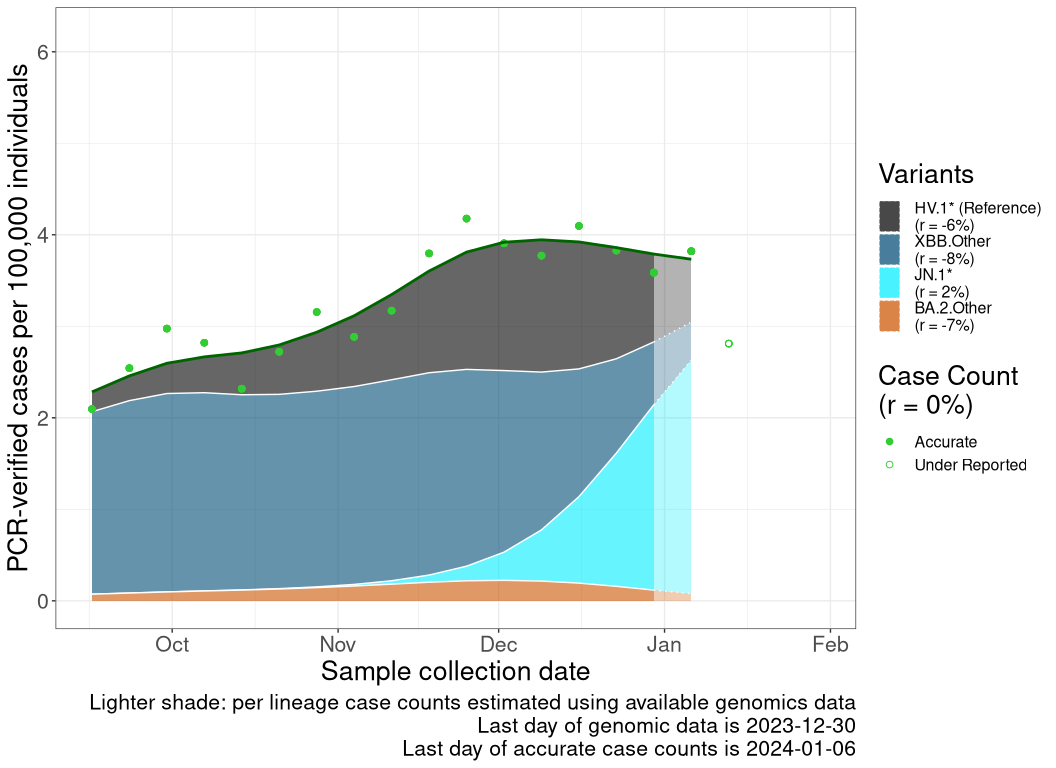 PCR-verified cases per 100,000 individuals
6
4
2
0
Oct
Nov
Dec
Jan
Feb
Sample collection date
Variants
HV.1* (Reference)
(r = -6%)
XBB.Other
(r = -8%)
JN.1*
(r = 2%)
BA.2.Other
(r = -7%)
Case Count
(r = 0%)
Accurate
Under Reported
Lighter shade: per lineage case counts estimated using available genomics data
Last day of genomic data is 2023-12-30
Last day of accurate case counts is 2024-01-06